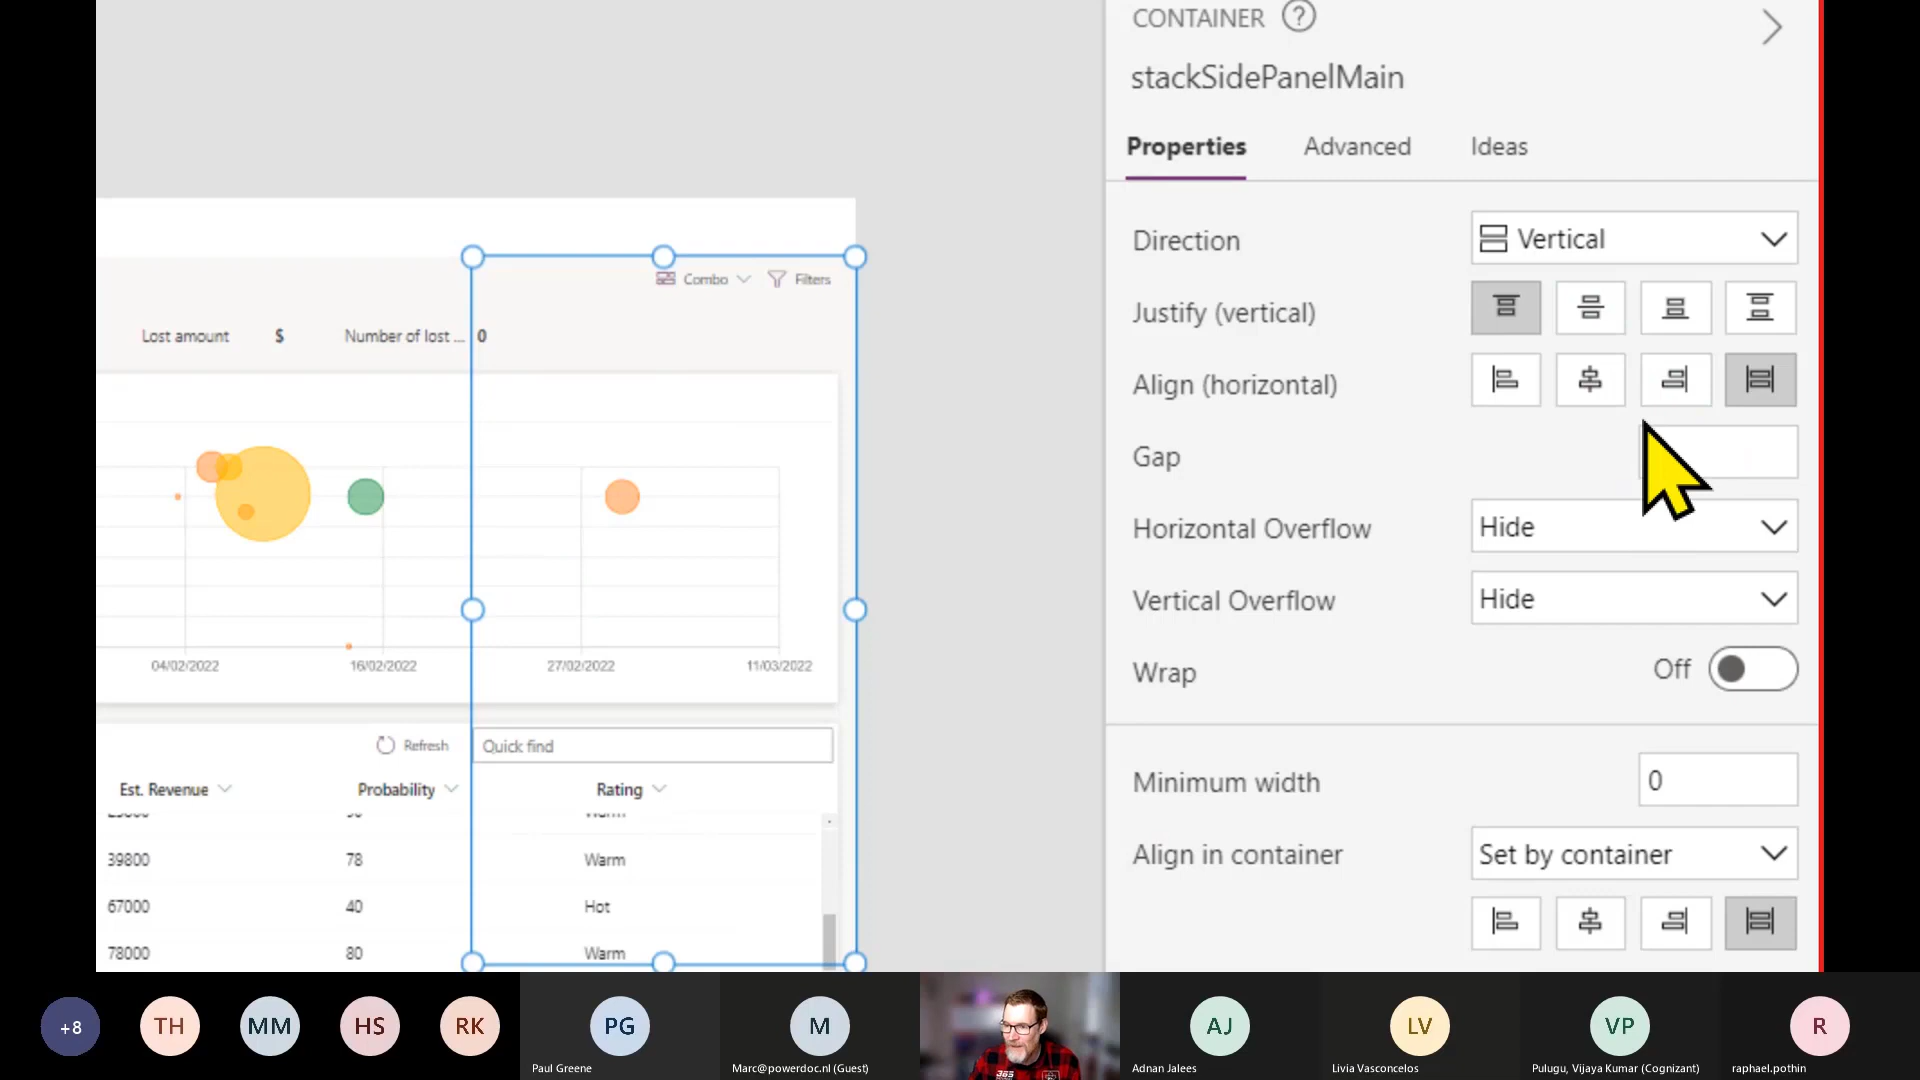 CONTAINER ?
stackSidePanelMain
Properties Advanced Ideas
Direction Vertical
Justify (vertical)
Align (horizontal)
Gap
Horizontal Overflow Hide
Vertical Overflow Hide
Wrap Off
Minimum width 0
Align in container Set by container
Combo Filters
Lost amount $ Number of lost ... 0
04/02/2022 16/02/2022 27/02/2022 11/03/2022
Refresh Quick find
Est. Revenue Probability Rating
39800 78 Warm
67000 40 Hot
78000 80 Warm
+8 TH MM HS RK PG M AJ LV VP R
Paul Greene Marc@powerdoc.nl (Guest) Adnan Jalees Livia Vasconcelos Pulugu, Vijaya Kumar (Cognizant) raphael.pothin
365